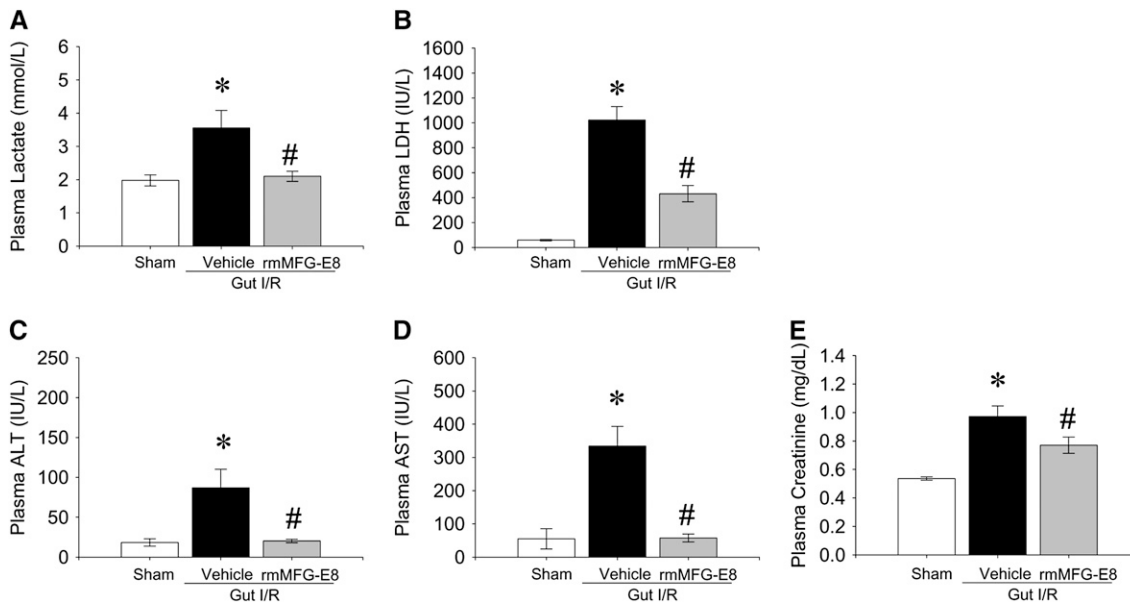 A
Plasma Lactate (mmol/L)
6
5
4
3
2
1
0
*
#
Sham Vehicle rmMFG-E8
Gut I/R
B
Plasma LDH (IU/L)
1600
1400
1200
1000
800
600
400
200
0
*
#
Sham Vehicle rmMFG-E8
Gut I/R
C
Plasma ALT (IU/L)
250
200
150
100
50
0
*
#
Sham Vehicle rmMFG-E8
Gut I/R
D
Plasma AST (IU/L)
600
500
400
300
200
100
0
*
#
Sham Vehicle rmMFG-E8
Gut I/R
E
Plasma Creatinine (mg/dL)
1.4
1.2
1.0
0.8
0.6
0.4
0.2
0.0
*
#
Sham Vehicle rmMFG-E8
Gut I/R